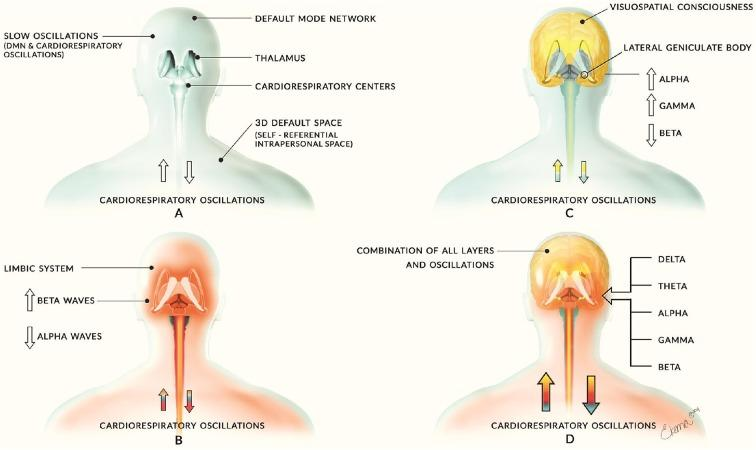 DEFAULT MODE NETWORK
SLOW OSCILLATIONS
(DMN & CARDIORESPIRATORY
OSCILLATIONS)
THALAMUS
CARDIORESPIRATORY CENTERS
3D DEFAULT SPACE
(SELF - REFERENTIAL
INTRAPERSONAL SPACE)
CARDIORESPIRATORY OSCILLATIONS
A
VISUOSPATIAL CONSCIOUSNESS
LATERAL GENICULATE BODY
ALPHA
GAMMA
BETA
CARDIORESPIRATORY OSCILLATIONS
C
LIMBIC SYSTEM
BETA WAVES
ALPHA WAVES
CARDIORESPIRATORY OSCILLATIONS
B
COMBINATION OF ALL LAYERS
AND OSCILLATIONS
DELTA
THETA
ALPHA
GAMMA
BETA
CARDIORESPIRATORY OSCILLATIONS
D